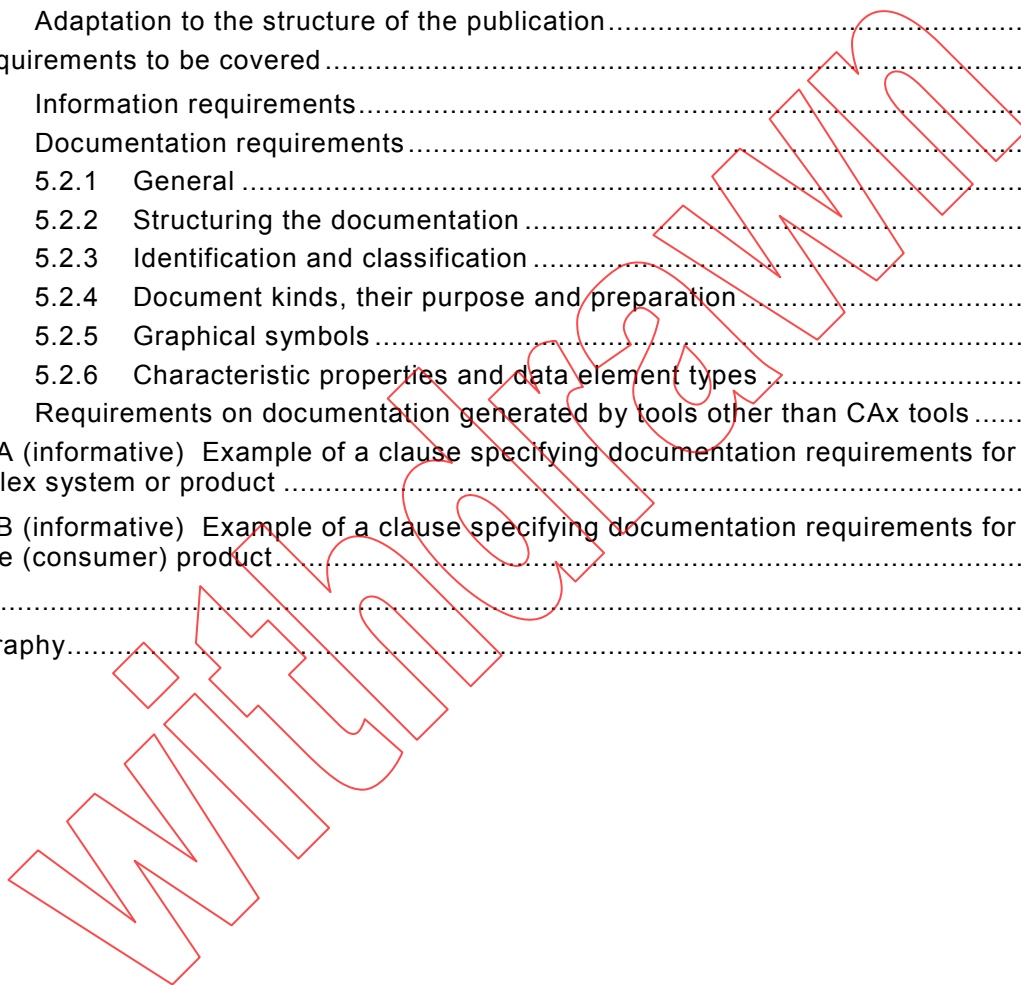 Adaptation to the structure of the publication
quirements to be covered
Information requirements
Documentation requirements
5.2.1 General
5.2.2 Structuring the documentation
5.2.3 Identification and classification
5.2.4 Document kinds, their purpose and preparation
5.2.5 Graphical symbols
5.2.6 Characteristic properties and data element types
Requirements on documentation generated by tools other than CAx tools
A (informative) Example of a clause specifying documentation requirements for
lex system or product
B (informative) Example of a clause specifying documentation requirements for
e (consumer) product
raphy
withdrawn